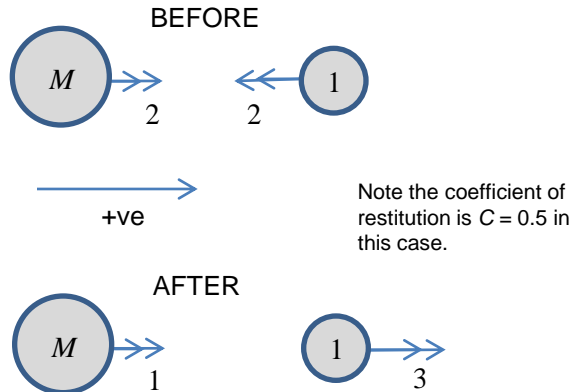 BEFORE
M
1
2
2
+ve
Note the coefficient of
restitution is C = 0.5 in
this case.
AFTER
M
1
1
3